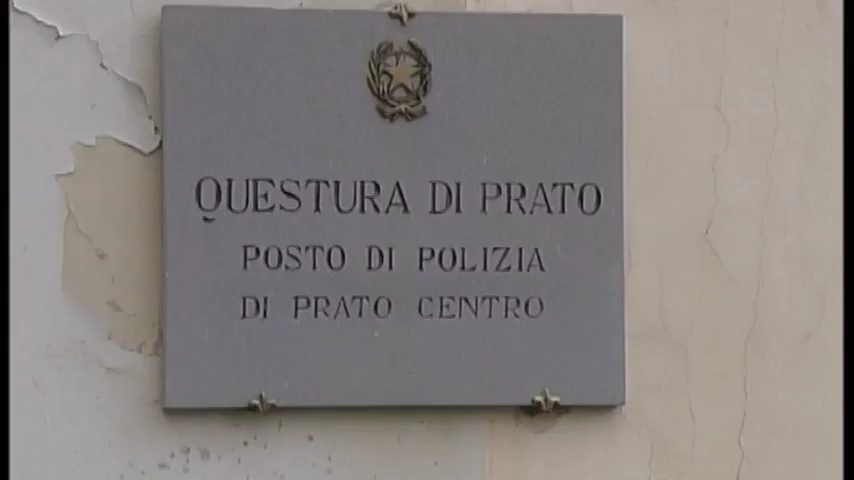 QUESTURA DI PRATO
POSTO DI POLIZIA
DI PRATO CENTRO